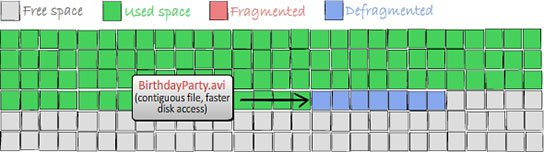 Free space Used space Fragmented Defragmented
BirthdayParty.avi
(contiguous file, faster
disk access)